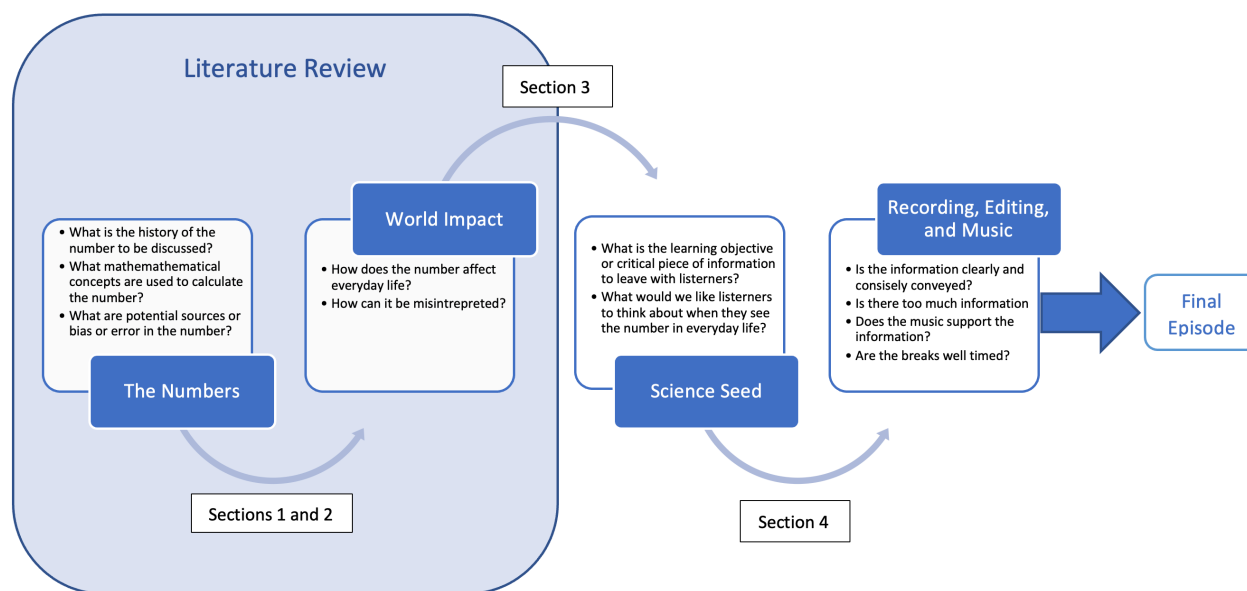 Literature Review
Section 3
World Impact
Recording, Editing,
and Music
• What is the history of the
number to be discussed?
• What mathemathematical
concepts are used to calculate
the number?
• What are potential sources or
bias or error in the number?
The Numbers
• How does the number affect
everyday life?
• How can it be misintrepreted?
• What is the learning objective
or critical piece of information
to leave with listerners?
• What would we like listerners
to think about when they see
the number in everyday life?
Science Seed
• Is the information clearly and
consisely conveyed?
• Is there too much information
• Does the music support the
information?
• Are the breaks well timed?
Final
Episode
Sections 1 and 2
Section 4